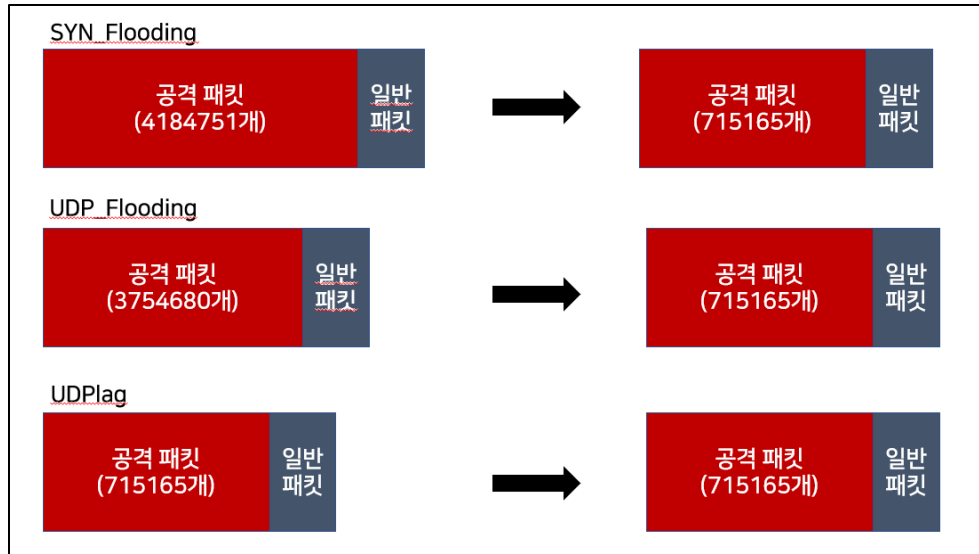 SYN_Flooding
공격 패킷
(4184751개)
일반
패킷
공격 패킷
(715165개)
일반
패킷
UDP_Flooding
공격 패킷
(3754680개)
일반
패킷
공격 패킷
(715165개)
일반
패킷
UDPlag
공격 패킷
(715165개)
일반
패킷
공격 패킷
(715165개)
일반
패킷